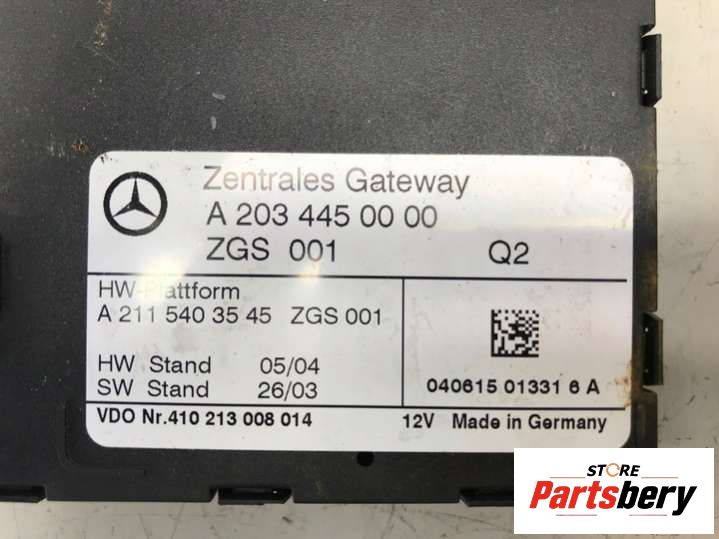 Zentrales Gateway
A 203 445 00 00
ZGS 001 Q2
HW-Plattform
A 211 540 35 45 ZGS 001
HW Stand 05/04
SW Stand 26/03
040615 01331 6 A
VDO Nr.410 213 008 014 12V Made in Germany
STORE
Partsbery